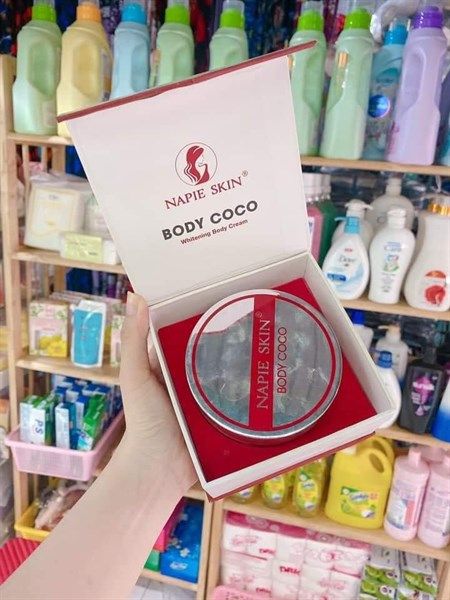 NAPIE SKIN®
BODY COCO
Whitening Body Cream
NAPIE SKIN®
BODY COCO
Dove
P/S